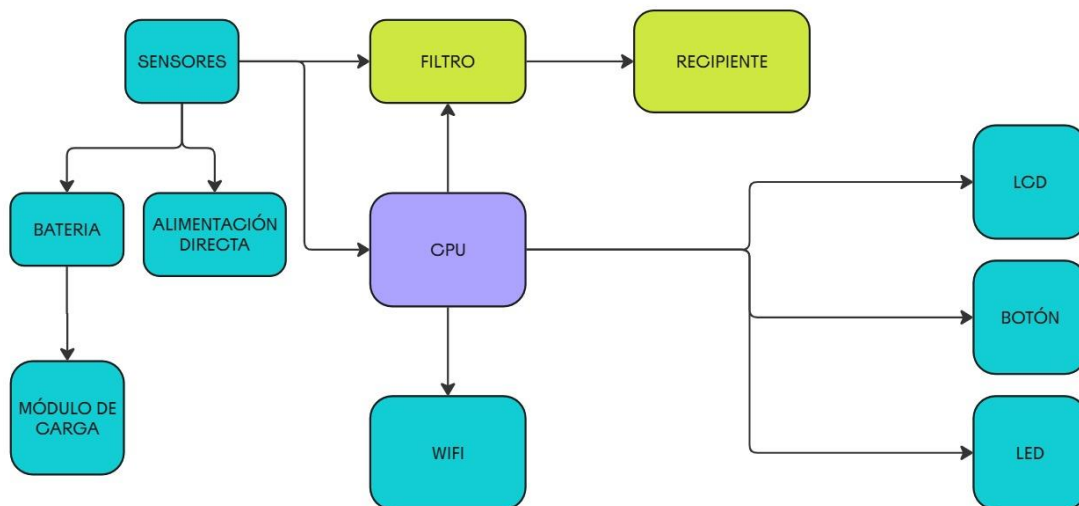 SENSORES
FILTRO
RECIPIENTE
BATERIA
ALIMENTACIÓN
DIRECTA
CPU
LCD
BOTÓN
MÓDULO DE
CARGA
WIFI
LED